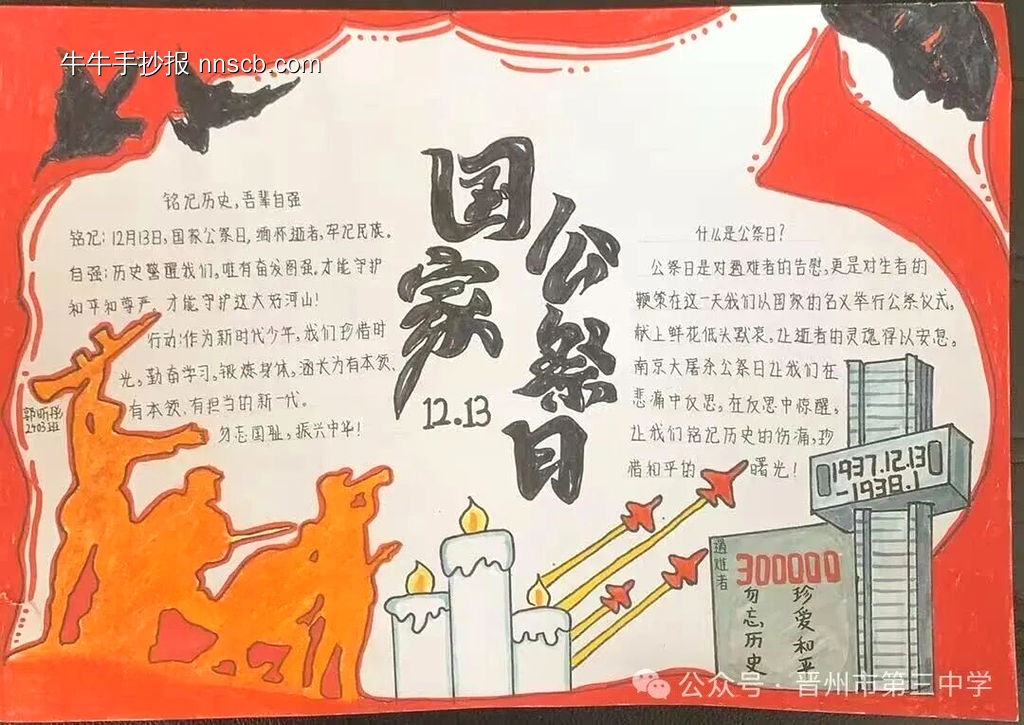 牛牛手抄报 nnscb.com
国家
公祭日
12.13
铭记历史,吾辈自强
铭记:12月13日,国家公祭日,缅怀逝者,牢记民族。
自强:历史警醒我们,唯有奋发图强,才能守护
和平和尊严,才能守护这大好河山!
行动:作为新时代少年,我们珍惜时
光,勤奋学习,锻炼身体,涵长为有本领、
有本领、有担当的新一代。
勿忘国耻,振兴中华!
郭昕彤
2403班
什么是公祭日?
公祭日是对遇难者的告慰,更是对生者的
鞭策在这一天我们以国家的名义举行公祭仪式,
献上鲜花低头默哀,让逝者的灵魂得以安息。
南京大屠杀公祭日让我们在
悲痛中反思,在反思中惊醒,
让我们铭记历史的伤痛,珍
惜和平的曙光!
1937.12.13
-1938.1
遇难者
300000
勿忘历史
珍爱和平
公众号·晋州市第三中学